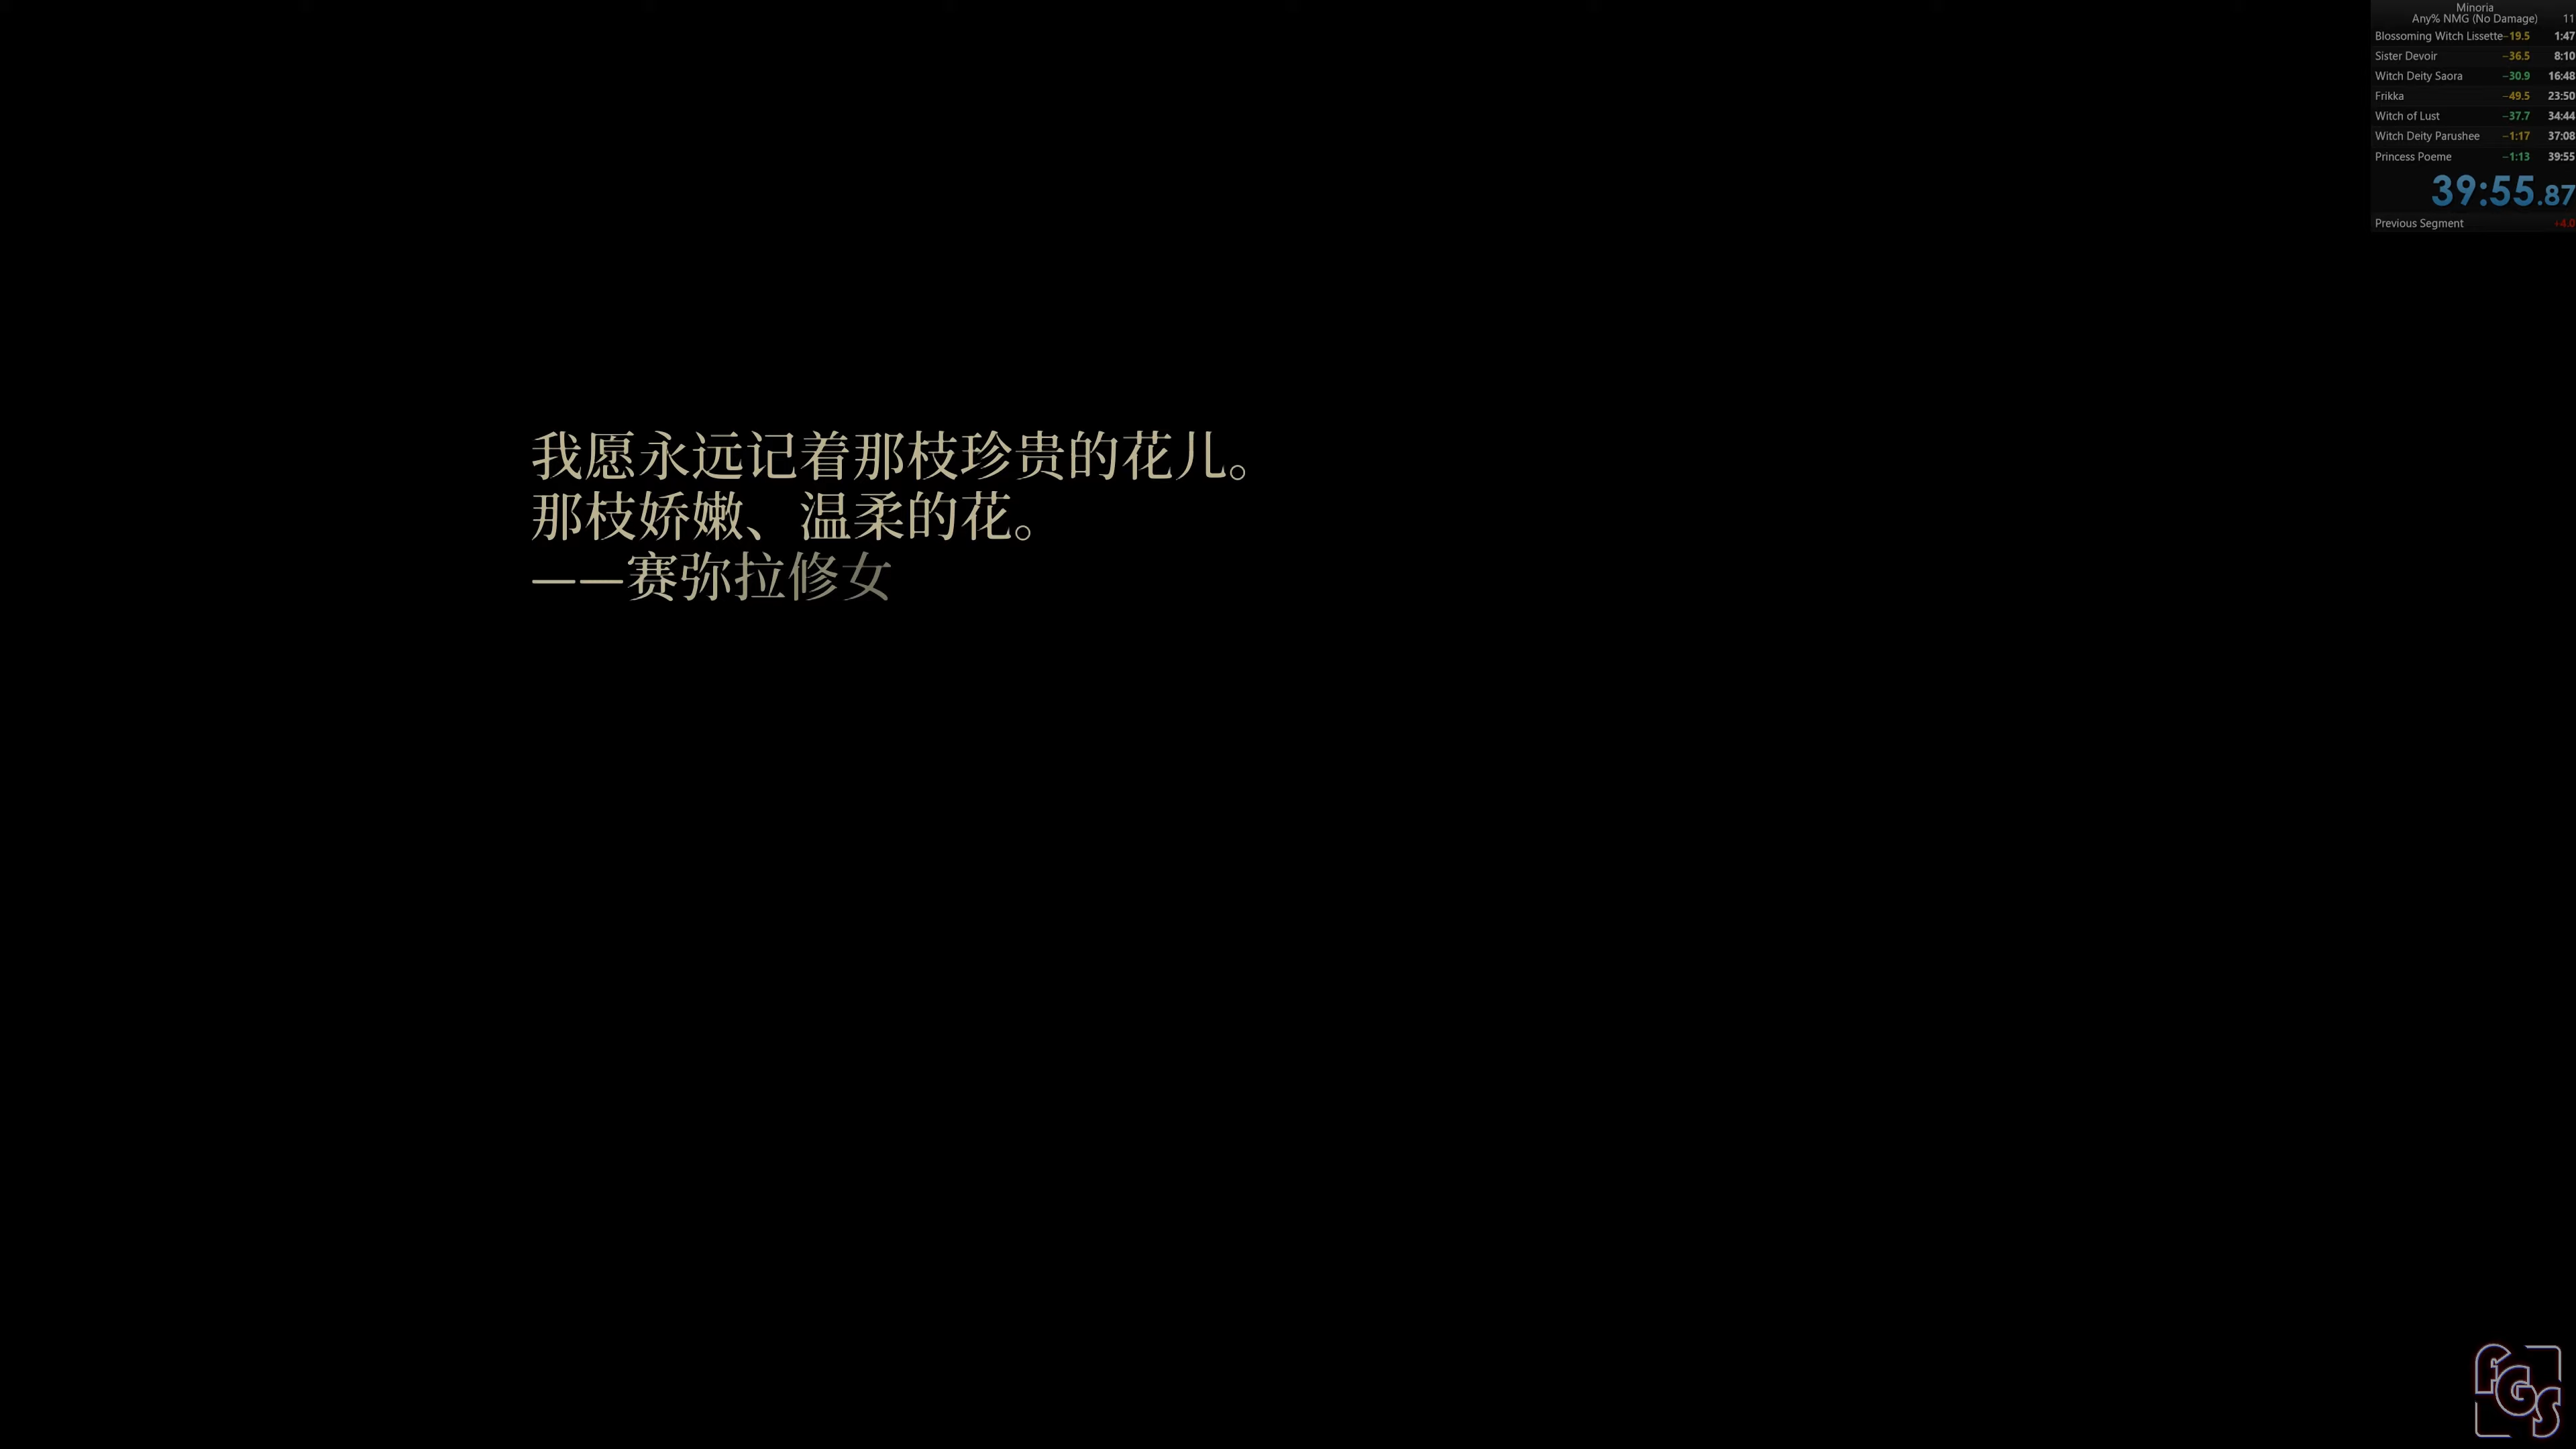 Minoria
Any% NMG (No Damage) 11
Blossoming Witch Lissette -19.5 1:47
Sister Devoir -36.5 8:10
Witch Deity Saora -30.9 16:48
Frikka -49.5 23:50
Witch of Lust -37.7 34:44
Witch Deity Parushee -1:17 37:08
Princess Poeme -1:13 39:55
39:55.87
Previous Segment +4.0
我愿永远记着那枝珍贵的花儿。
那枝娇嫩、温柔的花。
——赛弥拉修女
FGS